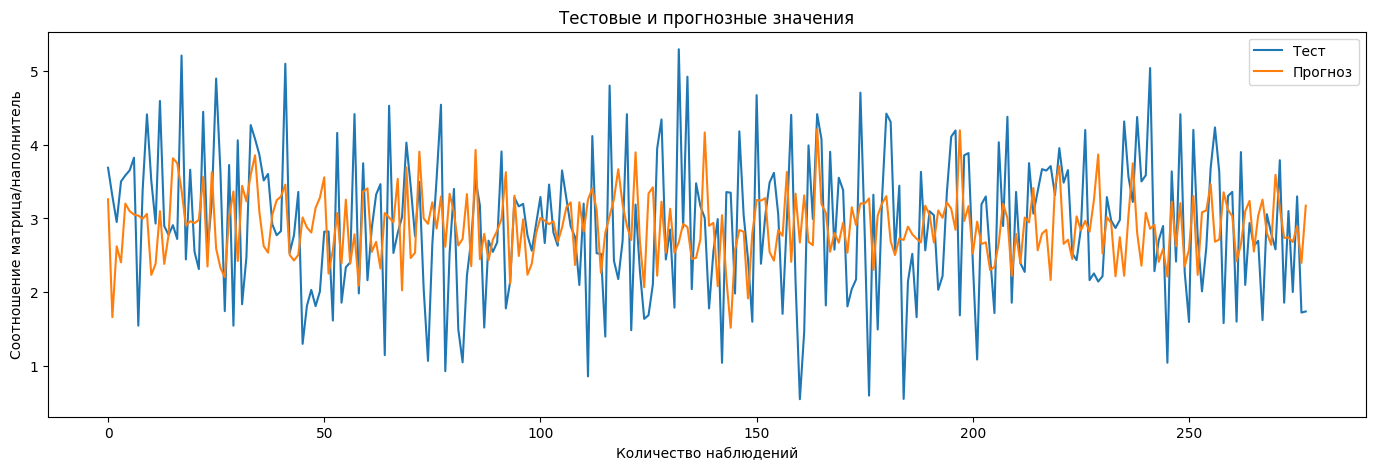 Тестовые и прогнозные значения
Соотношение матрица/наполнитель
5
4
3
2
1
Тест
Прогноз
0
50
100
150
200
250
Количество наблюдений